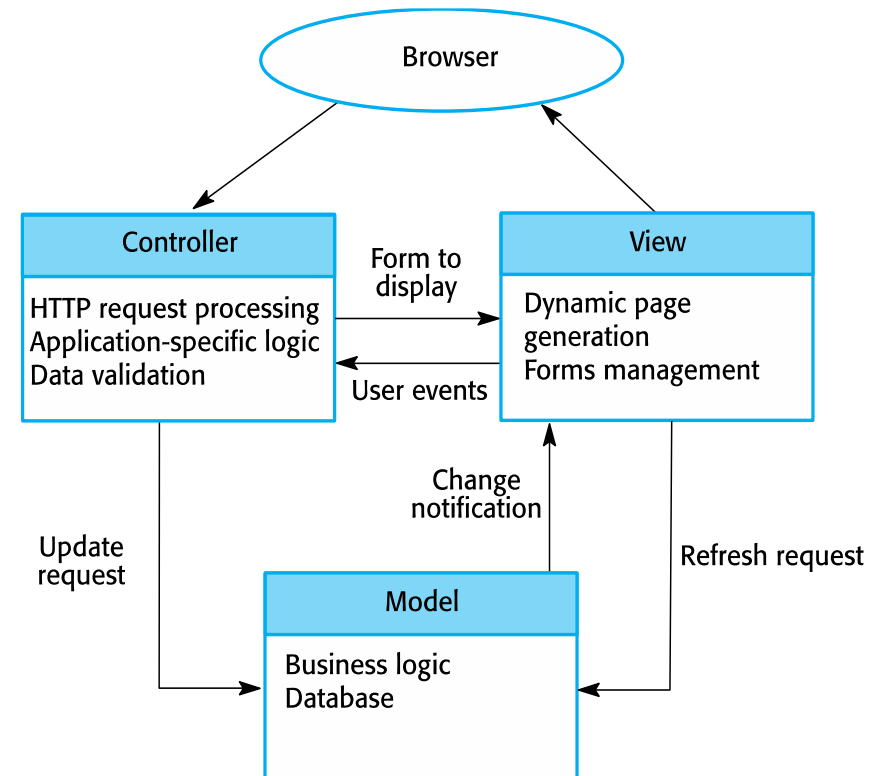 Browser
Controller
HTTP request processing
Application-specific logic
Data validation
Form to
display
User events
View
Dynamic page
generation
Forms management
Update
request
Change
notification
Refresh request
Model
Business logic
Database